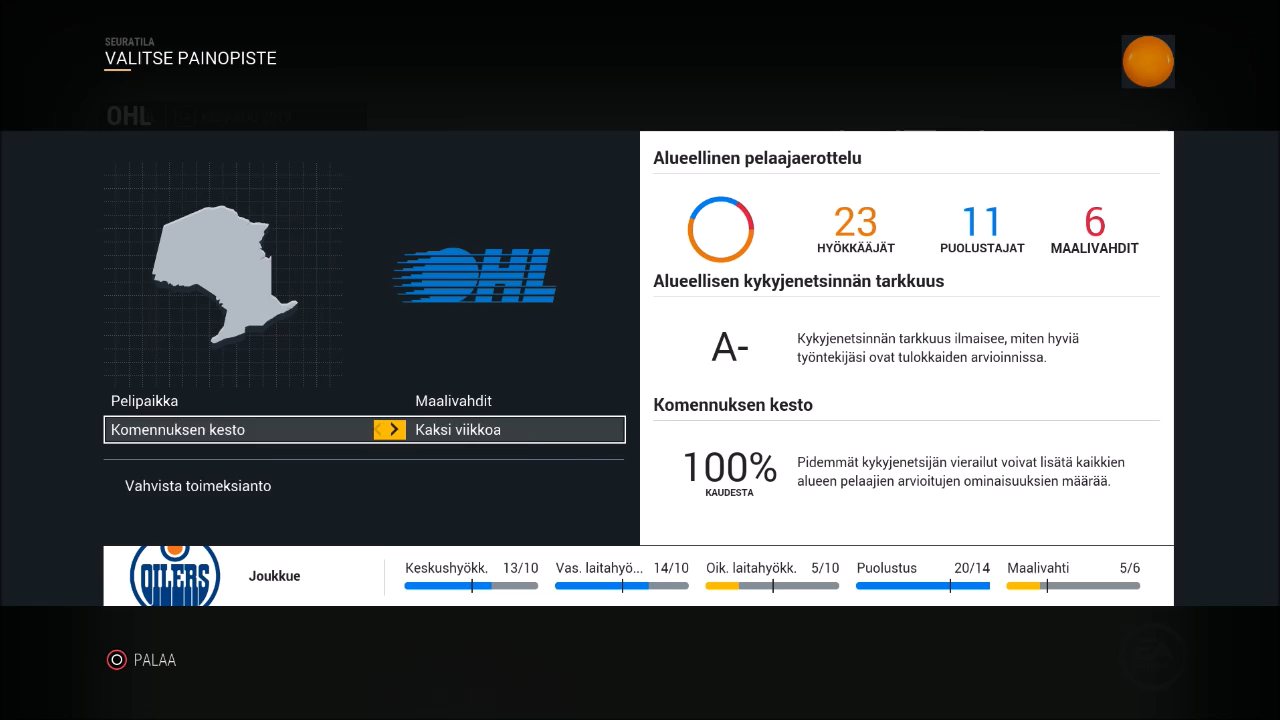 SEURATILA
VALITSE PAINOPISTE
OHL
OHL
Alueellinen pelaajaerottelu
23 11 6
HYÖKKÄÄJÄT PUOLUSTAJAT MAALIVAHDIT
Alueellisen kykyjenetsinnän tarkkuus
A-
Kykyjenetsinnän tarkkuus ilmaisee, miten hyviä
työntekijäsi ovat tulokkaiden arvioinnissa.
Pelipaikka Maalivahdit
Komennuksen kesto Kaksi viikkoa
Vahvista toimeksianto
Komennuksen kesto
100%
KAUDESTA
Pidemmät kykyjenetsijän vierailut voivat lisätä kaikkien
alueen pelaajien arvioitujen ominaisuuksien määrää.
OILERS
Joukkue
Keskushyökk. 13/10 Vas. laitahyö... 14/10 Oik. laitahyökk. 5/10 Puolustus 20/14 Maalivahti 5/6
PALAA